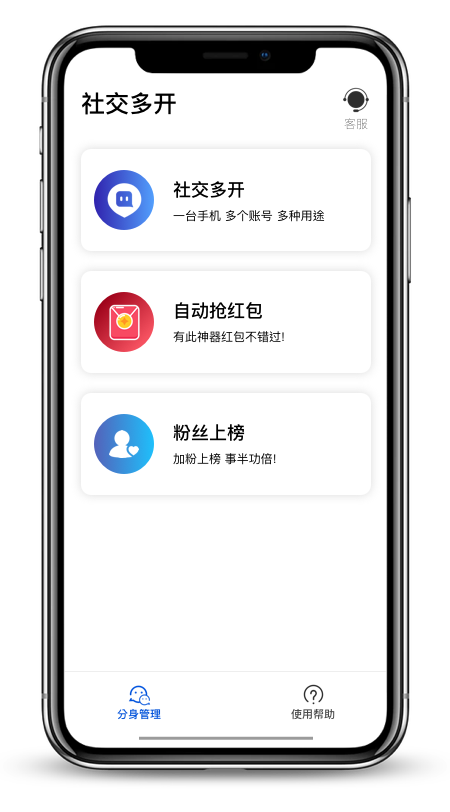 社交多开
客服
社交多开
一台手机 多个账号 多种用途
自动抢红包
有此神器红包不错过!
粉丝上榜
加粉上榜 事半功倍!
分身管理
使用帮助